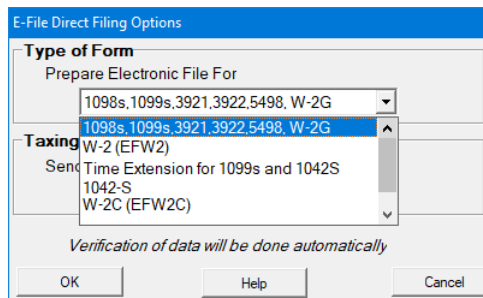 E-File Direct Filing Options
Type of Form
Prepare Electronic File For
1098s,1099s,3921,3922,5498, W-2G
1098s,1099s,3921,3922,5498, W-2G
W-2 (EFW2)
Time Extension for 1099s and 1042S
1042-S
W-2C (EFW2C)
Taxing
Verification of data will be done automatically
OK
Help
Cancel